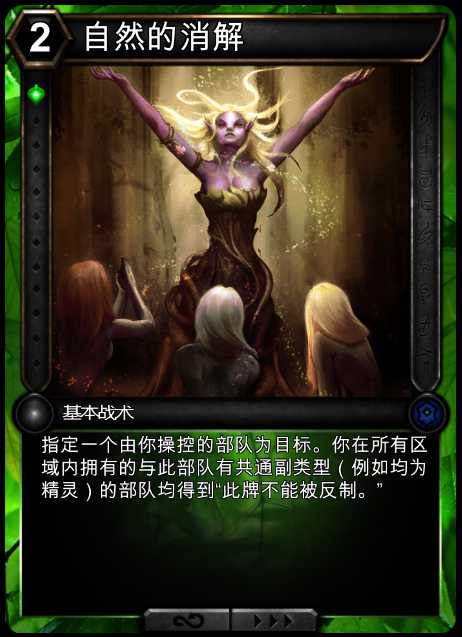 2
自然的消解
基本战术
指定一个由你操控的部队为目标。你在所有区
域内拥有的与此部队有共通副类型（例如均为
精灵）的部队均得到“此牌不能被反制。”